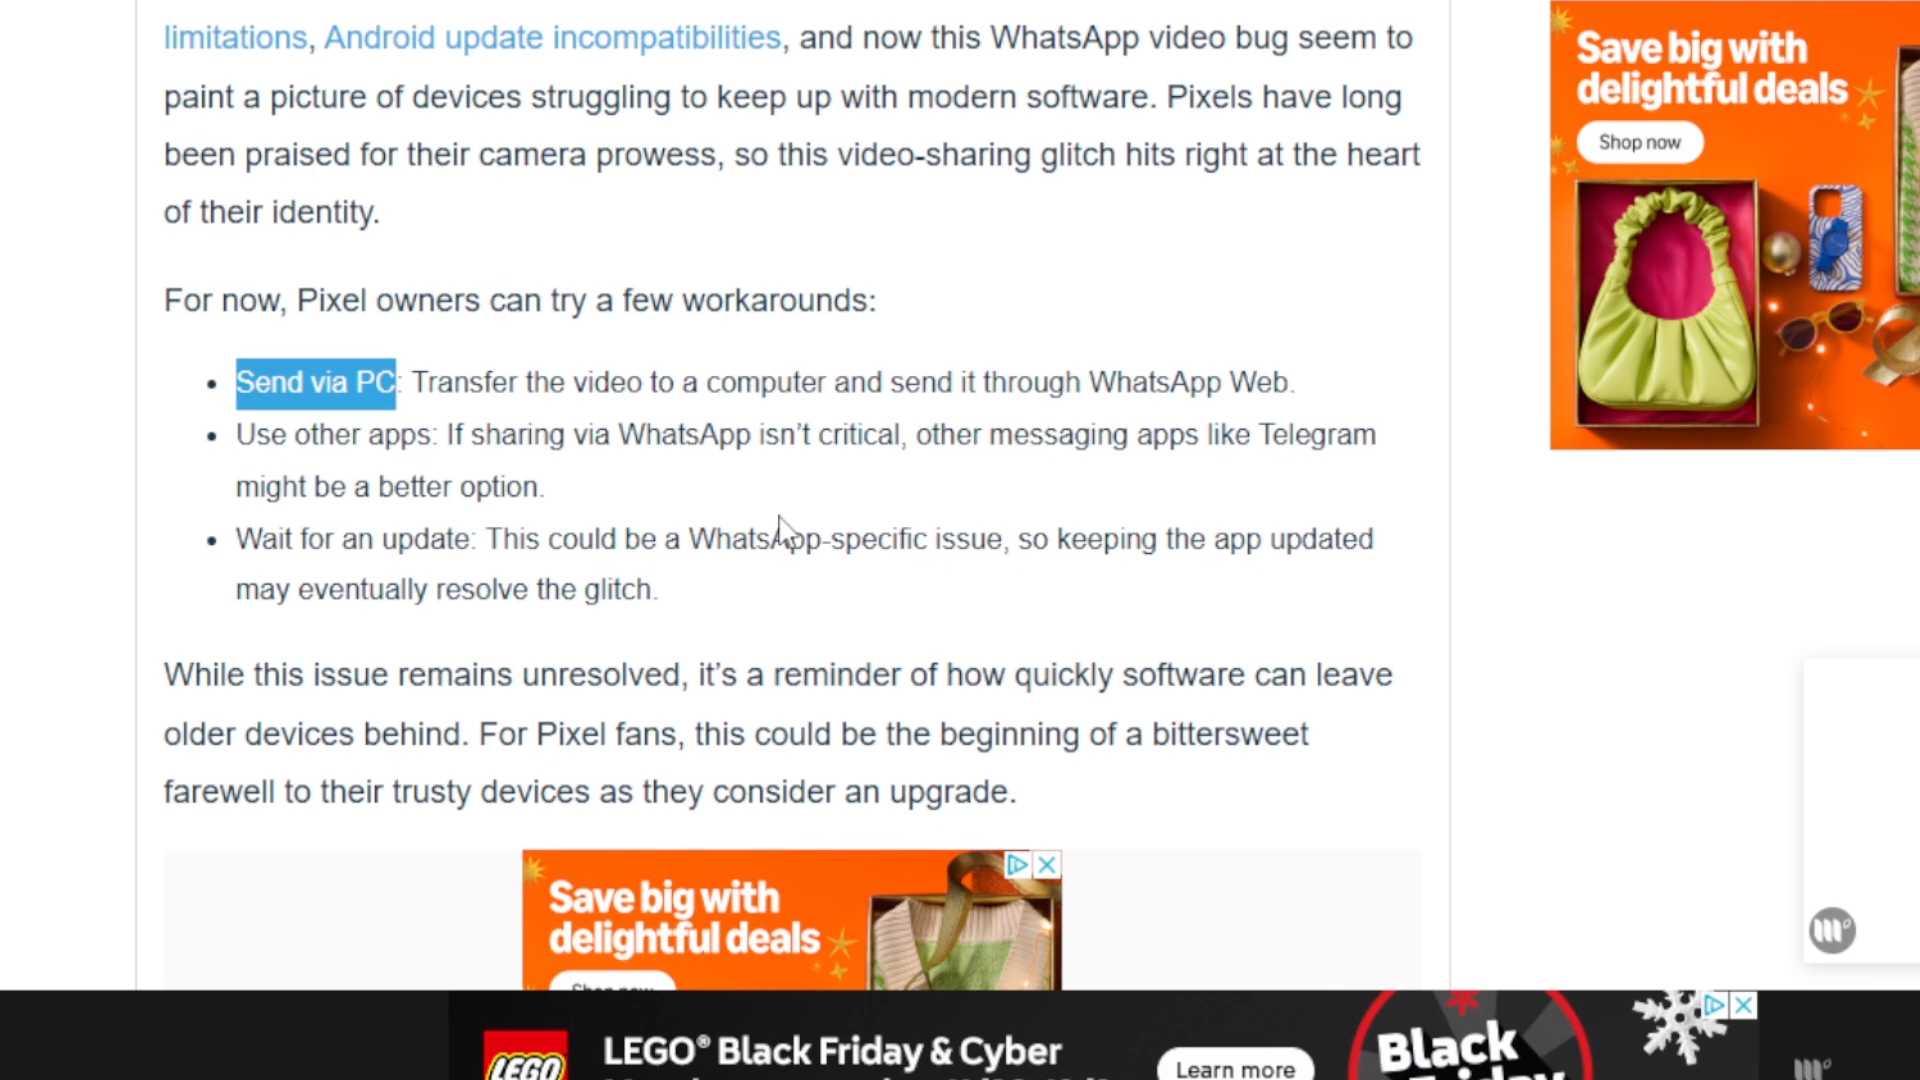 limitations, Android update incompatibilities, and now this WhatsApp video bug seem to
paint a picture of devices struggling to keep up with modern software. Pixels have long
been praised for their camera prowess, so this video-sharing glitch hits right at the heart
of their identity.
For now, Pixel owners can try a few workarounds:
• Send via PC: Transfer the video to a computer and send it through WhatsApp Web.
• Use other apps: If sharing via WhatsApp isn’t critical, other messaging apps like Telegram
might be a better option.
• Wait for an update: This could be a WhatsApp-specific issue, so keeping the app updated
may eventually resolve the glitch.
While this issue remains unresolved, it’s a reminder of how quickly software can leave
older devices behind. For Pixel fans, this could be the beginning of a bittersweet
farewell to their trusty devices as they consider an upgrade.
Save big with
delightful deals
Shop now
Save big with
delightful deals
Shop now
LEGO
LEGO® Black Friday & Cyber
Learn more
Black
Friday